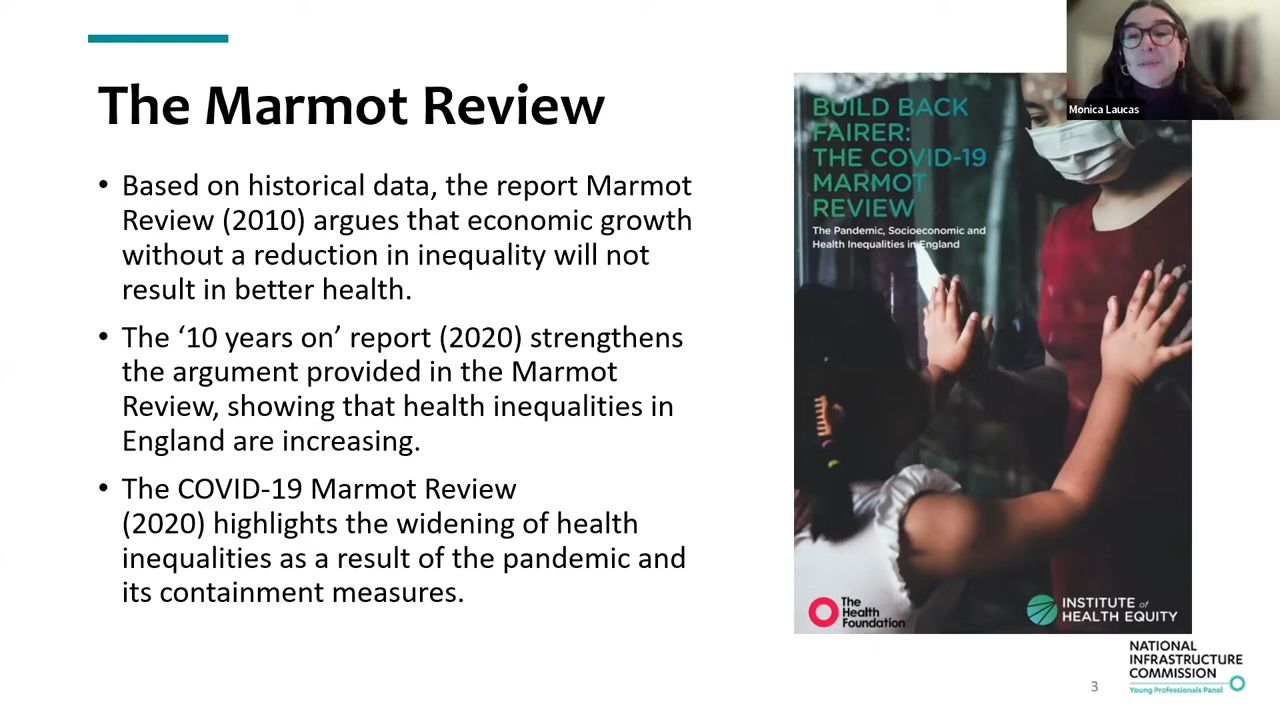 The Marmot Review
• Based on historical data, the report Marmot
Review (2010) argues that economic growth
without a reduction in inequality will not
result in better health.
• The ‘10 years on’ report (2020) strengthens
the argument provided in the Marmot
Review, showing that health inequalities in
England are increasing.
• The COVID-19 Marmot Review
(2020) highlights the widening of health
inequalities as a result of the pandemic and
its containment measures.
BUILD BACK
FAIRER:
THE COVID-19
MARMOT
REVIEW
The Pandemic, Socioeconomic and
Health Inequalities in England
The
Health
Foundation
INSTITUTE of
HEALTH EQUITY
Monica Laucas
3
NATIONAL
INFRASTRUCTURE
COMMISSION
Young Professionals Panel